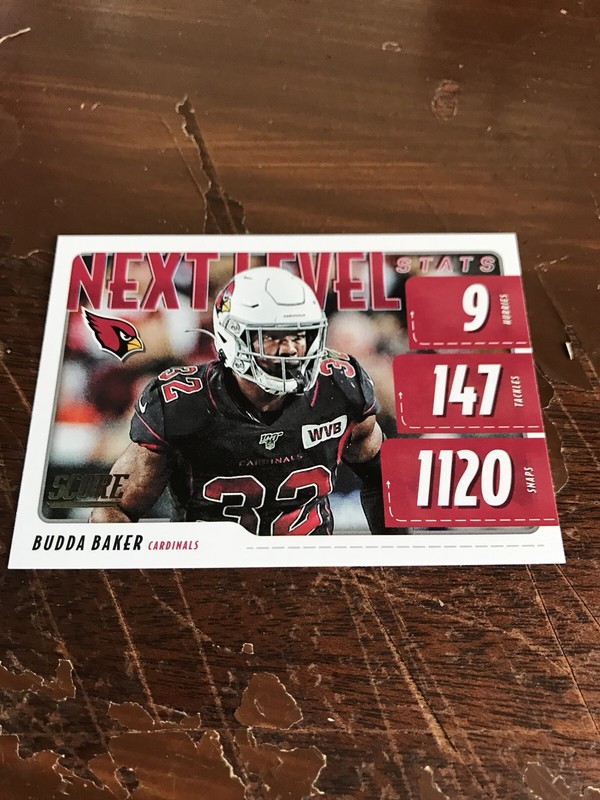 NEXT LEVEL
STATS
9 HURRIES
147 TACKLES
1120 SNAPS
32
32
WVB
CARDINALS
32
SCORE
BUDDA BAKER CARDINALS